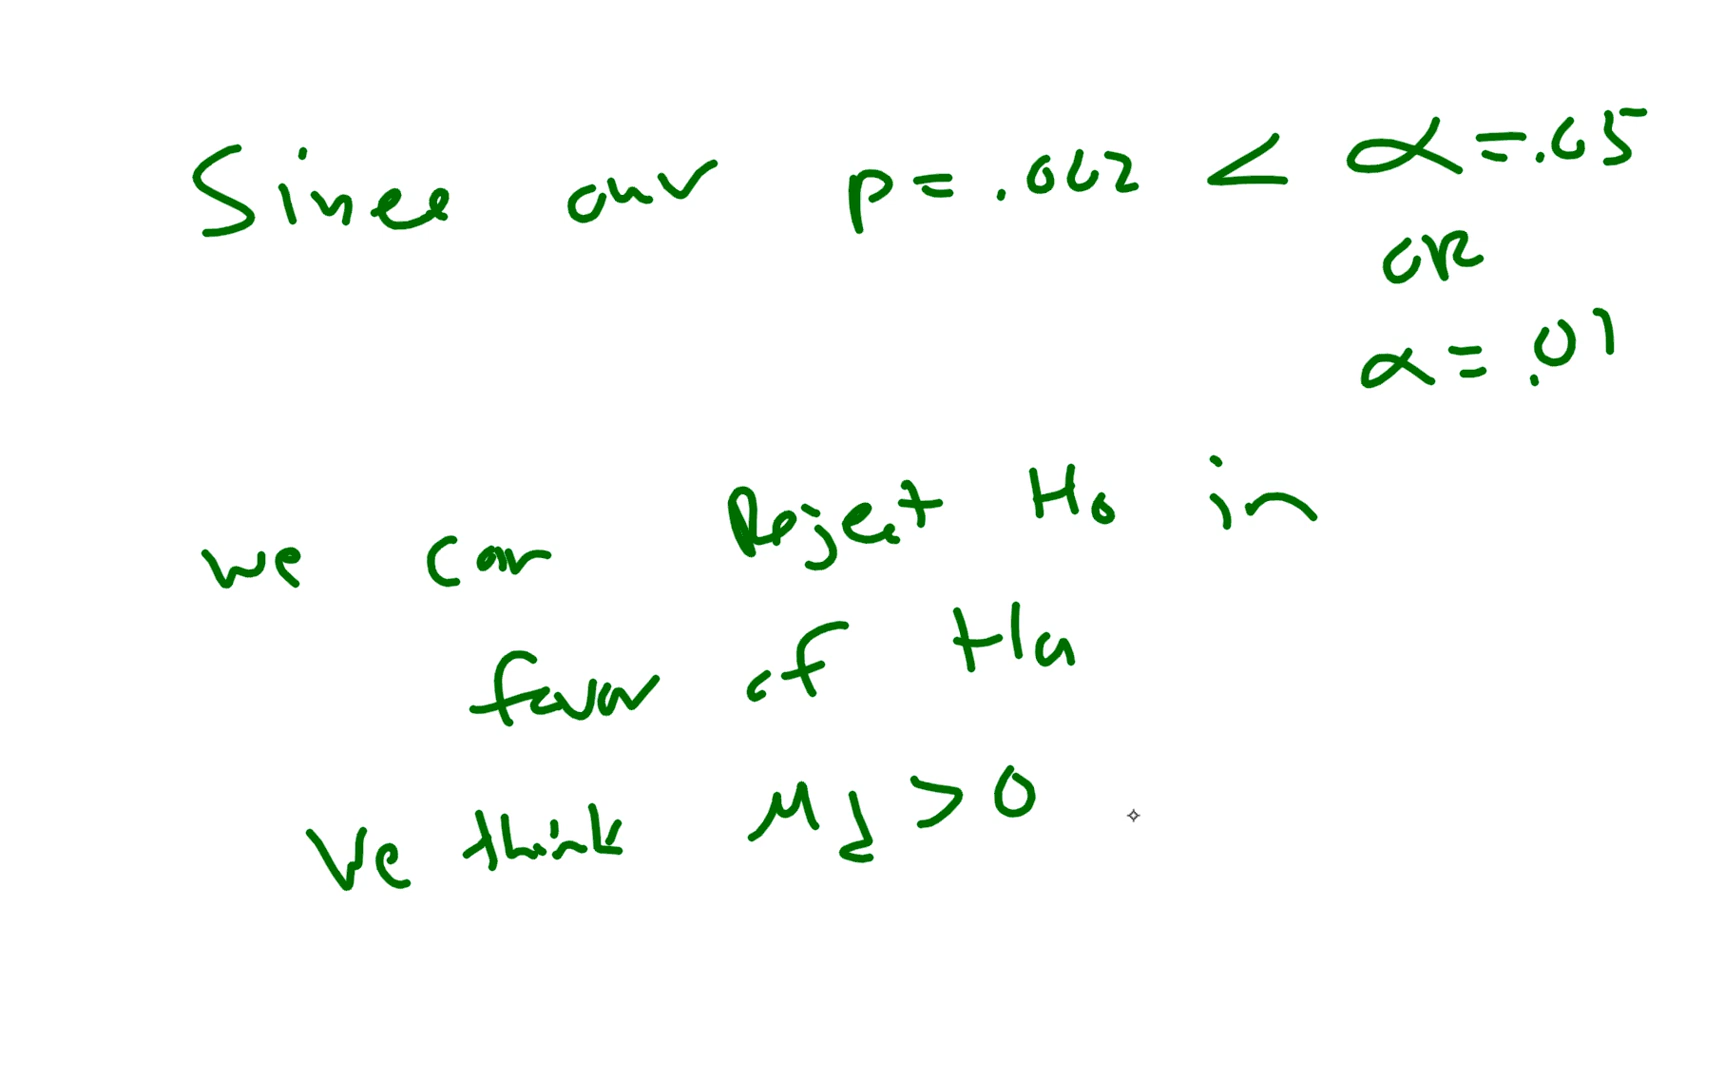 Since our p = .002 < α = .05
OR
α = .01
we can Reject H₀ in
favor of Ha
We think μd > 0